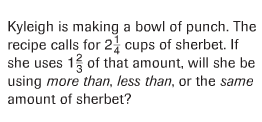 Kyleigh is making a bowl of punch. The
recipe calls for 2 1/4 cups of sherbet. If
she uses 1 2/3 of that amount, will she be
using more than, less than, or the same
amount of sherbet?